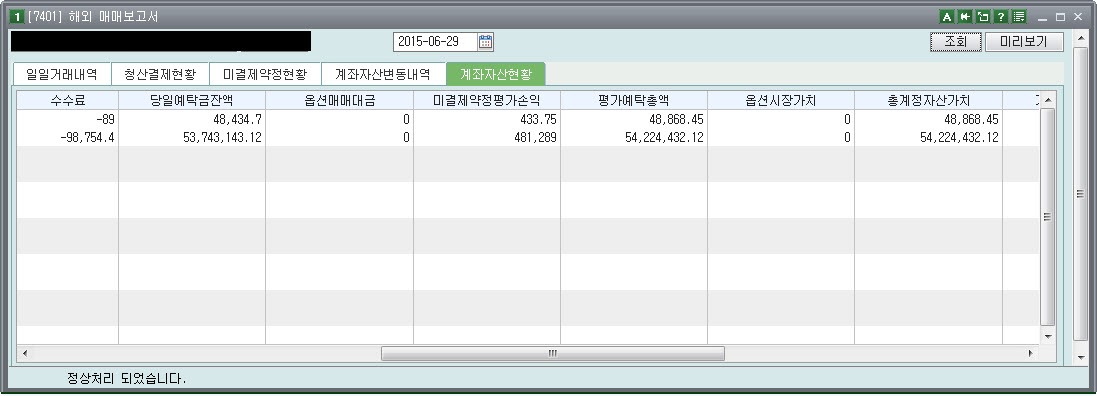 1 [7401] 해외 매매보고서 A ?
2015-06-29 조회 미리보기
일일거래내역 청산결제현황 미결제약정현황 계좌자산변동내역 계좌자산현황
수수료 당일예탁금잔액 옵션매매대금 미결제약정평가손익 평가예탁총액 옵션시장가치 총계정자산가치
-89 48,434.7 0 433.75 48,868.45 0 48,868.45
-98,754.4 53,743,143.12 0 481,289 54,224,432.12 0 54,224,432.12
정상처리 되었습니다.